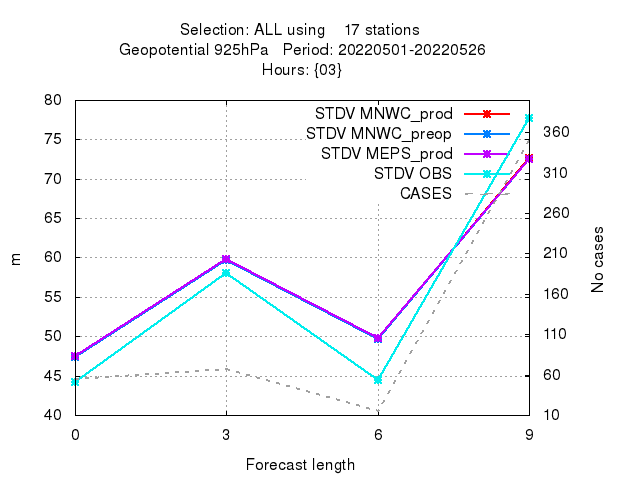 Selection: ALL using    17 stations
Geopotential 925hPa   Period: 20220501-20220526
Hours: {03}
STDV MNWC_prod
STDV MNWC_preop
STDV MEPS_prod
STDV OBS
CASES
80
75
70
65
60
55
50
45
40
m
360
310
260
210
160
110
60
10
No cases
0
3
6
9
Forecast length